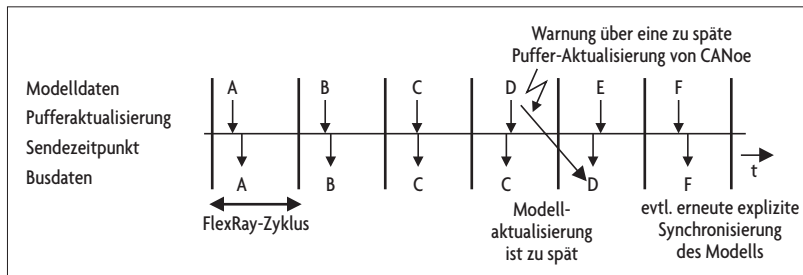 Warnung über eine zu späte
Puffer-Aktualisierung von CANoe
Modelldaten
A B C D E F
Pufferaktualisierung
Sendezeitpunkt
Busdaten
A B C C D F
t
FlexRay-Zyklus
Modell-
aktualisierung
ist zu spät
evtl. erneute explizite
Synchronisierung
des Modells